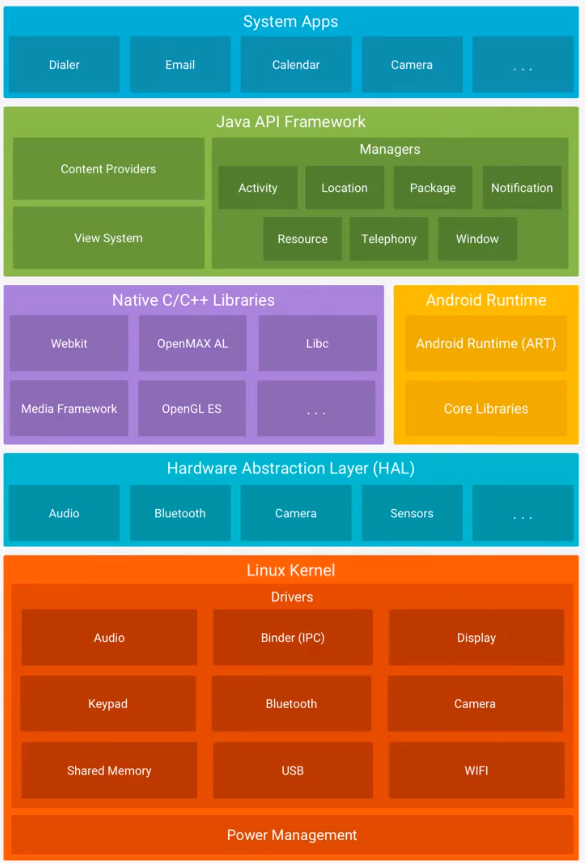 System Apps
Dialer
Email
Calendar
Camera
. . .
Java API Framework
Content Providers
View System
Managers
Activity
Location
Package
Notification
Resource
Telephony
Window
Native C/C++ Libraries
Webkit
OpenMAX AL
Libc
Media Framework
OpenGL ES
. . .
Android Runtime
Android Runtime (ART)
Core Libraries
Hardware Abstraction Layer (HAL)
Audio
Bluetooth
Camera
Sensors
. . .
Linux Kernel
Drivers
Audio
Binder (IPC)
Display
Keypad
Bluetooth
Camera
Shared Memory
USB
WIFI
Power Management